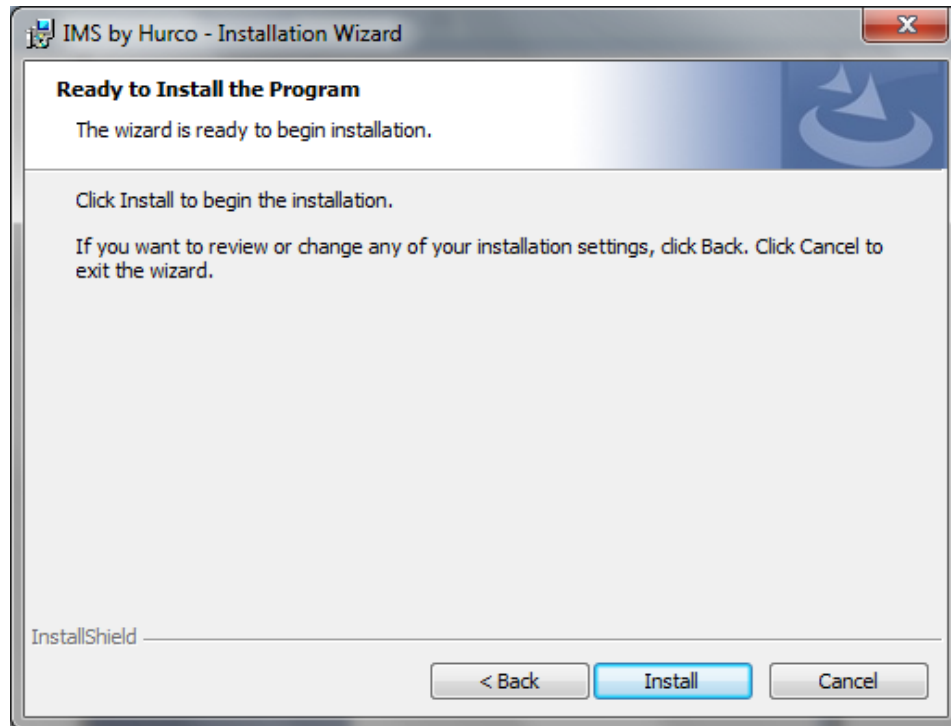 IMS by Hurco - Installation Wizard
Ready to Install the Program
The wizard is ready to begin installation.
Click Install to begin the installation.
If you want to review or change any of your installation settings, click Back. Click Cancel to
exit the wizard.
InstallShield
< Back
Install
Cancel